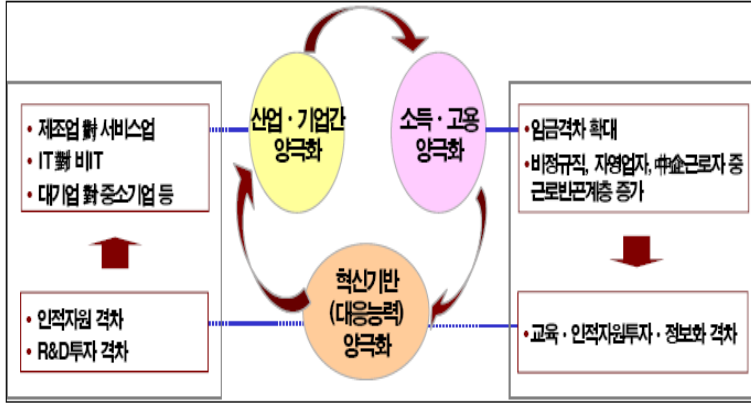 • 제조업 對 서비스업
• IT 對 비IT
• 대기업 對 중소기업 등
• 인적자원 격차
• R&D투자 격차
산업·기업간
양극화
소득·고용
양극화
혁신기반
(대응능력)
양극화
• 임금격차 확대
• 비정규직, 자영업자, 中企근로자 중
근로빈곤계층 증가
• 교육·인적자원투자·정보화 격차